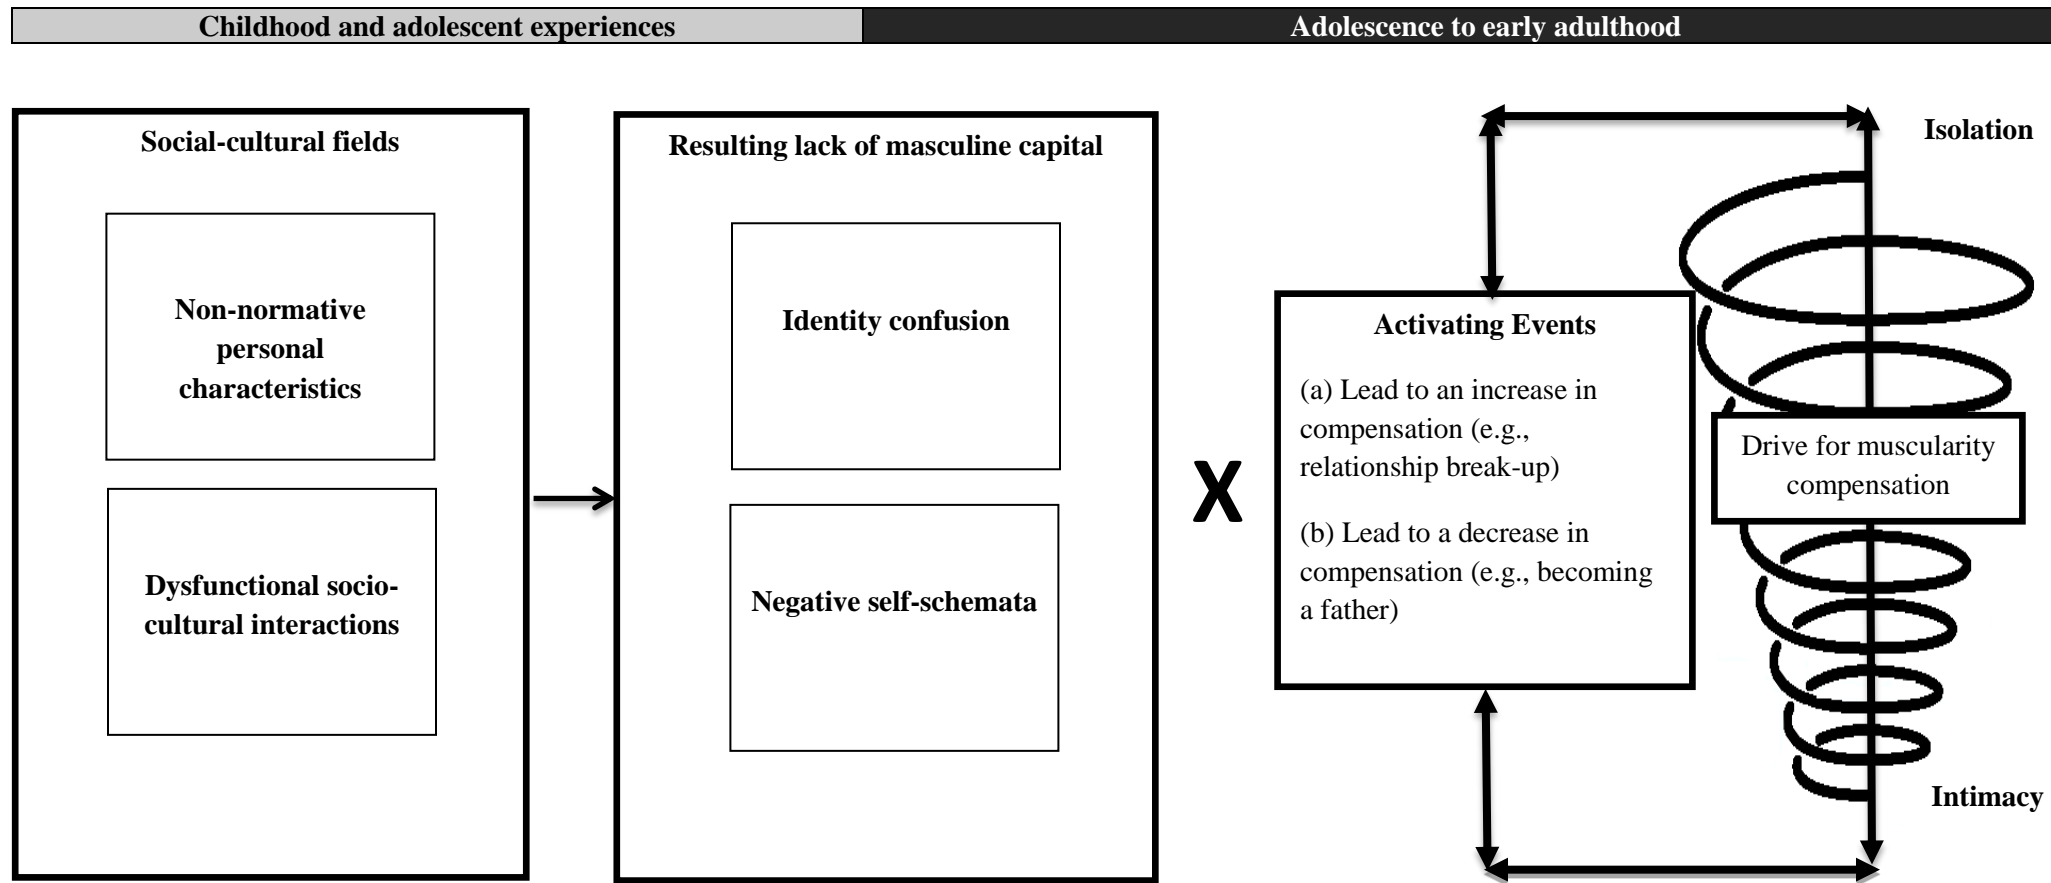 Childhood and adolescent experiences
Adolescence to early adulthood
Social-cultural fields
Non-normative
personal
characteristics
Dysfunctional socio-
cultural interactions
Resulting lack of masculine capital
Identity confusion
Negative self-schemata
X
Activating Events
(a) Lead to an increase in
compensation (e.g.,
relationship break-up)
(b) Lead to a decrease in
compensation (e.g., becoming
a father)
Isolation
Drive for muscularity
compensation
Intimacy